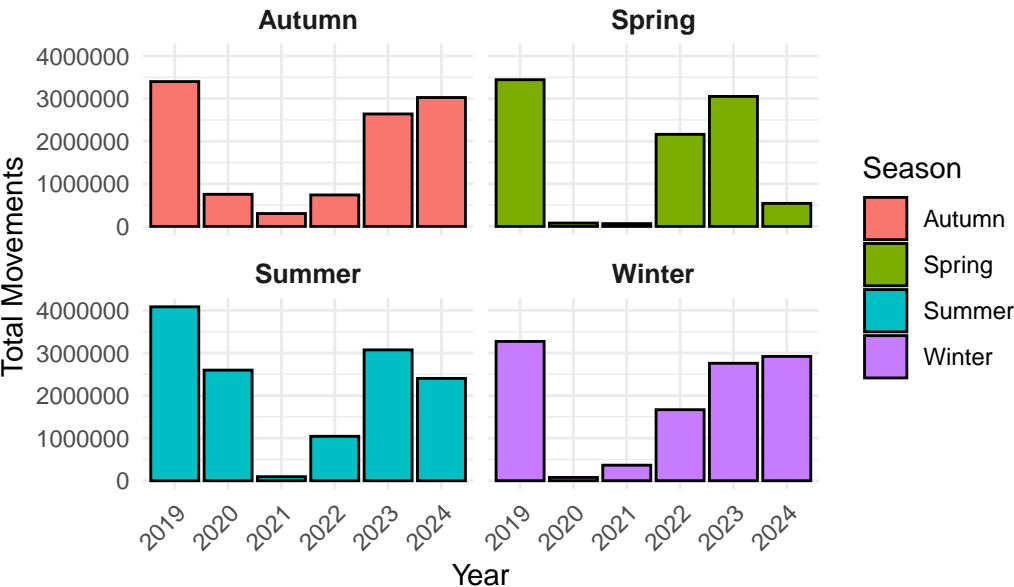 Autumn
Spring
4000000
3000000
2000000
1000000
0
Summer
Winter
4000000
3000000
2000000
1000000
0
2019
2020
2021
2022
2023
2024
2019
2020
2021
2022
2023
2024
Year
Total Movements
Season
Autumn
Spring
Summer
Winter